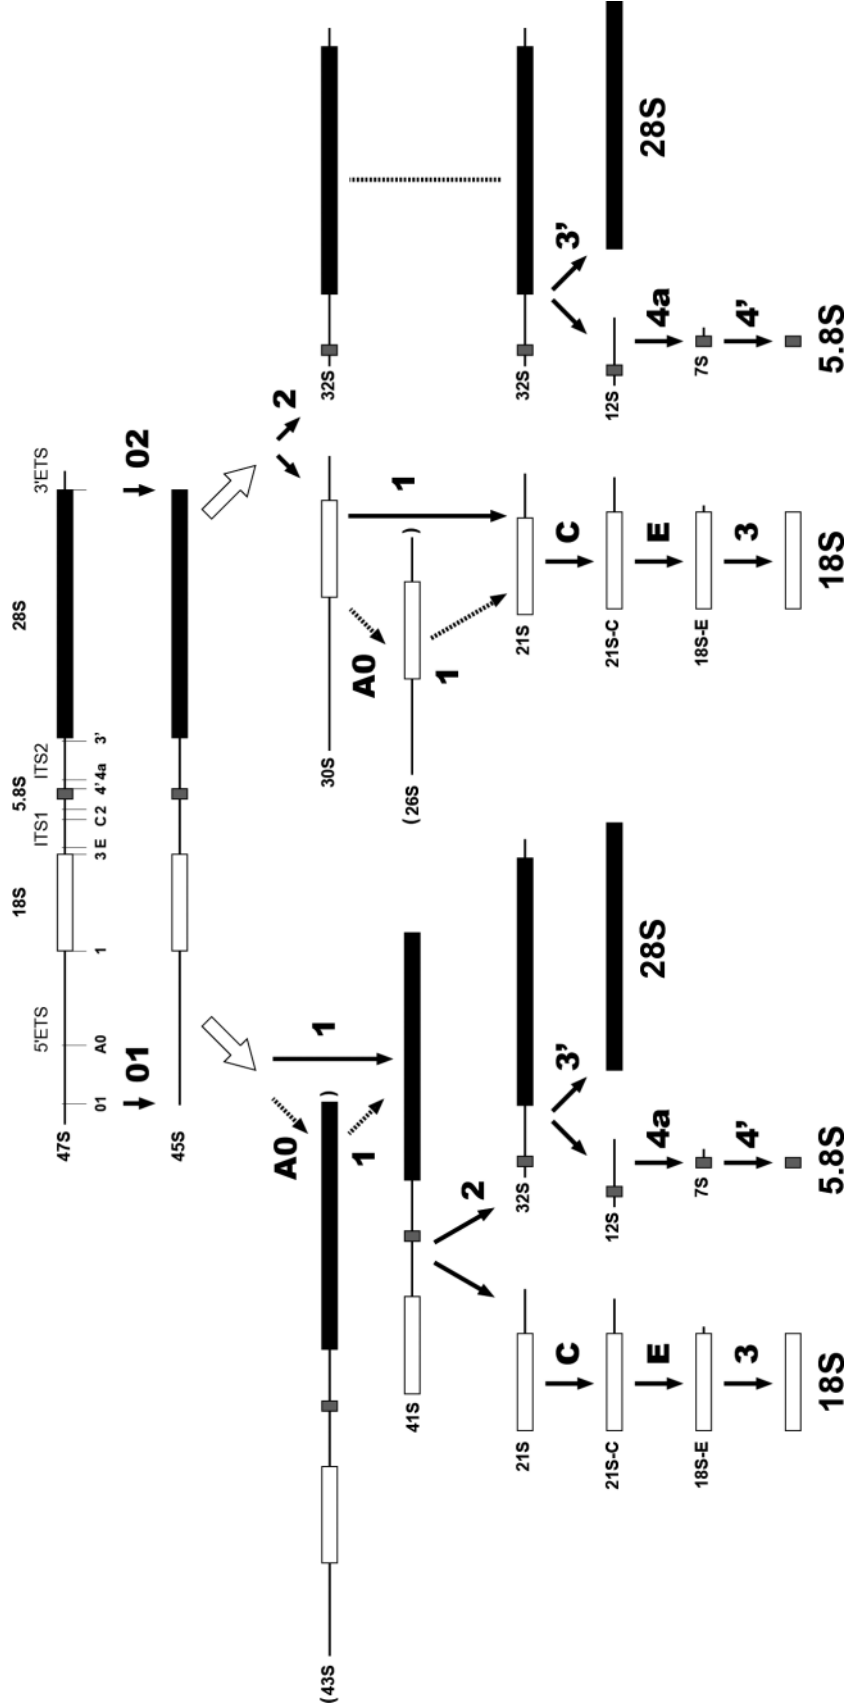 5'ETS 18S ITS1 5.8S ITS2 28S 3'ETS
47S
01 A0 1 3 E C 2 4' 4a 3'
01 02
45S
A0 1 2
(43S )
1
30S
32S
A0 1
41S
(26S )
1
2
21S
32S
21S
32S
C 3' C 3'
21S-C
12S
28S
21S-C
12S
28S
E 4a E 4a
18S-E
7S
18S-E
7S
3 4' 3 4'
18S 5.8S 18S 5.8S